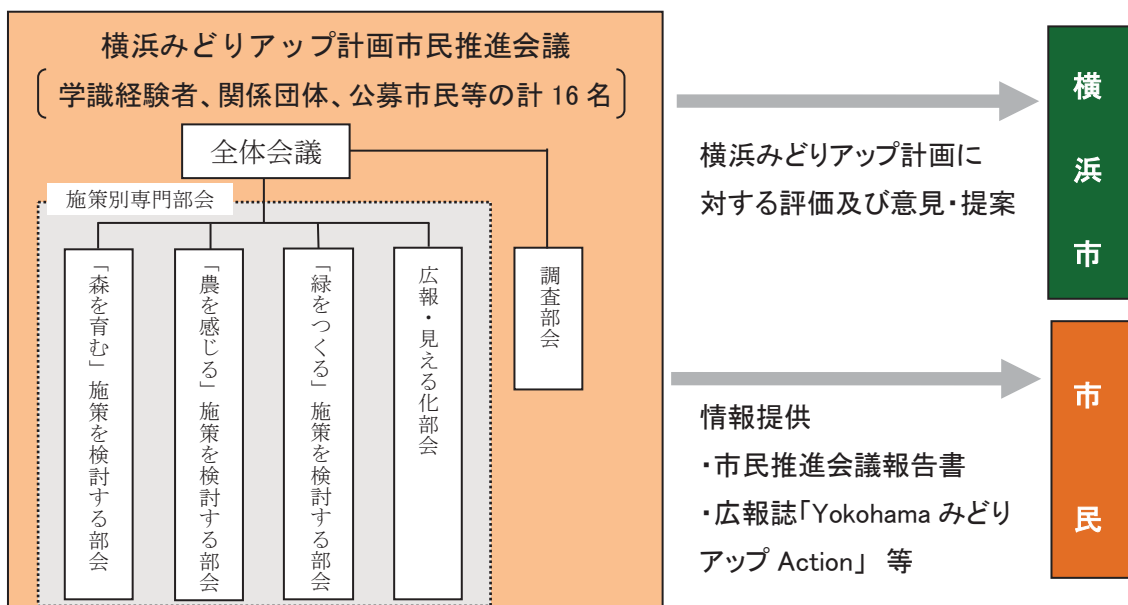 横浜みどりアップ計画市民推進会議
学識経験者、関係団体、公募市民等の計 16 名
全体会議
施策別専門部会
「森を育む」施策を検討する部会
「農を感じる」施策を検討する部会
「緑をつくる」施策を検討する部会
広報・見える化部会
調査部会
横浜みどりアップ計画に
対する評価及び意見・提案
横浜市
情報提供
・市民推進会議報告書
・広報誌「Yokohama みどり
アップ Action」 等
市民